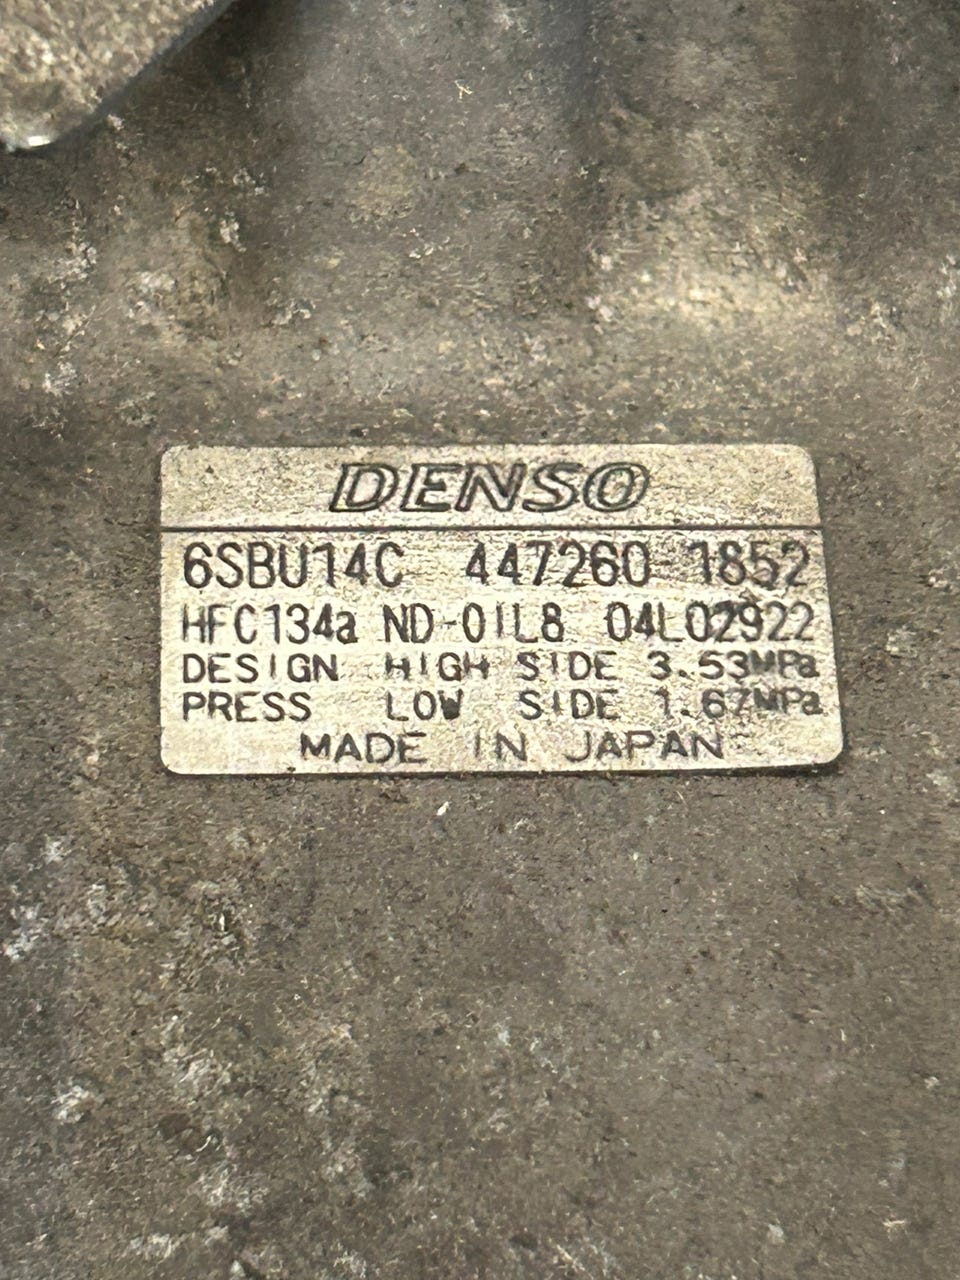 DENSO
6SBU14C 447260 1852
HFC134a ND-OIL8 04L02922
DESIGN HIGH SIDE 3.53MPa
PRESS LOW SIDE 1.67MPa
MADE IN JAPAN